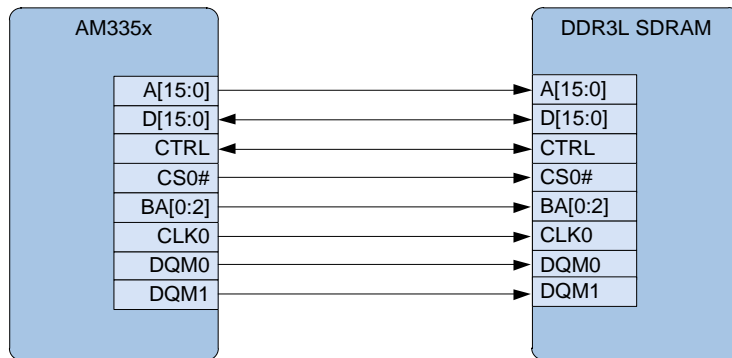 AM335x
DDR3L SDRAM
A[15:0]
A[15:0]
D[15:0]
D[15:0]
CTRL
CTRL
CS0#
CS0#
BA[0:2]
BA[0:2]
CLK0
CLK0
DQM0
DQM0
DQM1
DQM1